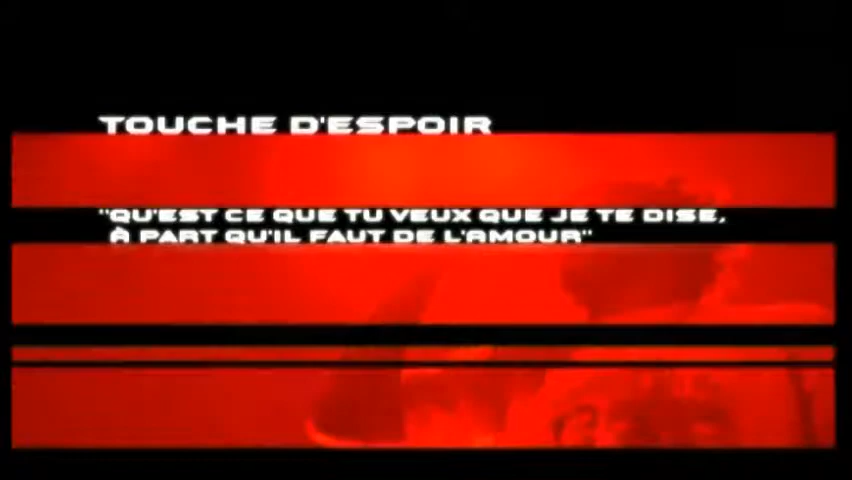 TOUCHE D'ESPOIR
"QU'EST CE QUE TU VEUX QUE JE TE DISE,
À PART QU'IL FAUT DE L'AMOUR"